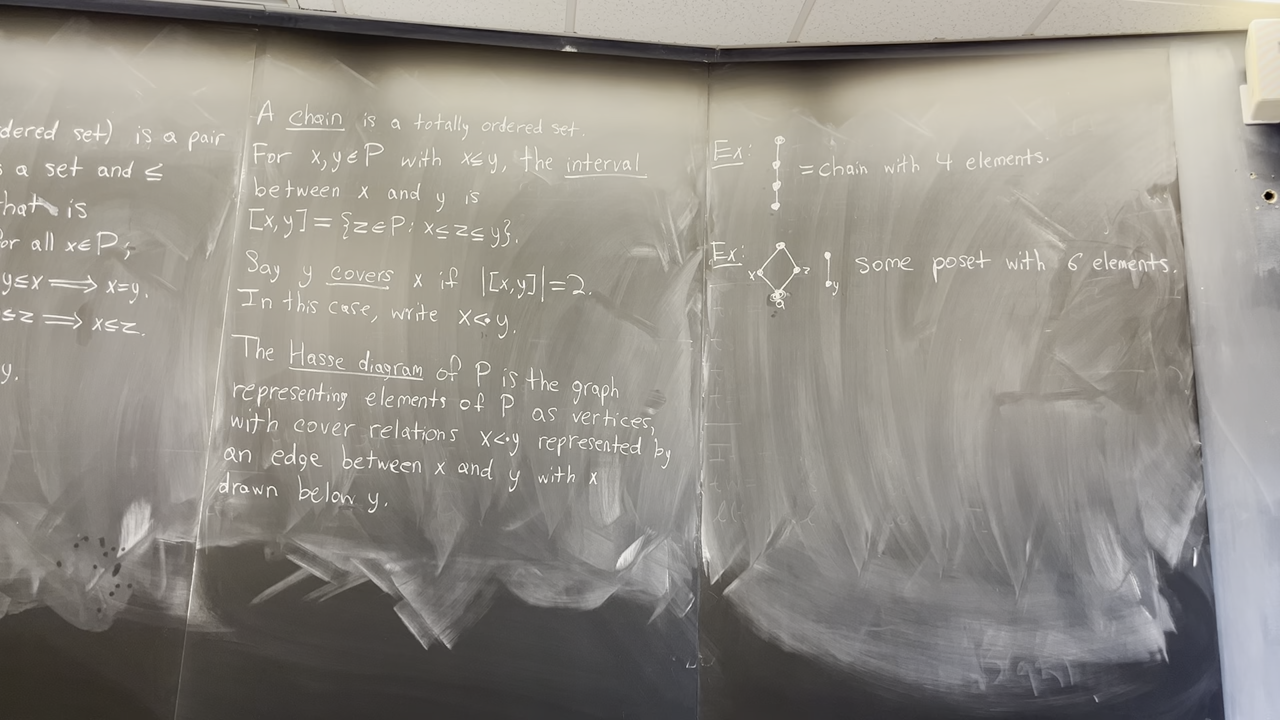 dered set) is a pair
s a set and ≤
that is
or all x∈P;
y≤x ⟹ x=y.
≤z ⟹ x≤z.
y.
A chain is a totally ordered set.
For x,y∈P with x≤y, the interval
between x and y is
[x,y]={z∈P: x≤z≤y}.
Say y covers x if |[x,y]|=2.
In this case, write x⋖y.
The Hasse diagram of P is the graph
representing elements of P as vertices,
with cover relations x⋖y represented by
an edge between x and y with x
drawn below y.
Ex: = chain with 4 elements.
Ex: x z y some poset with 6 elements.